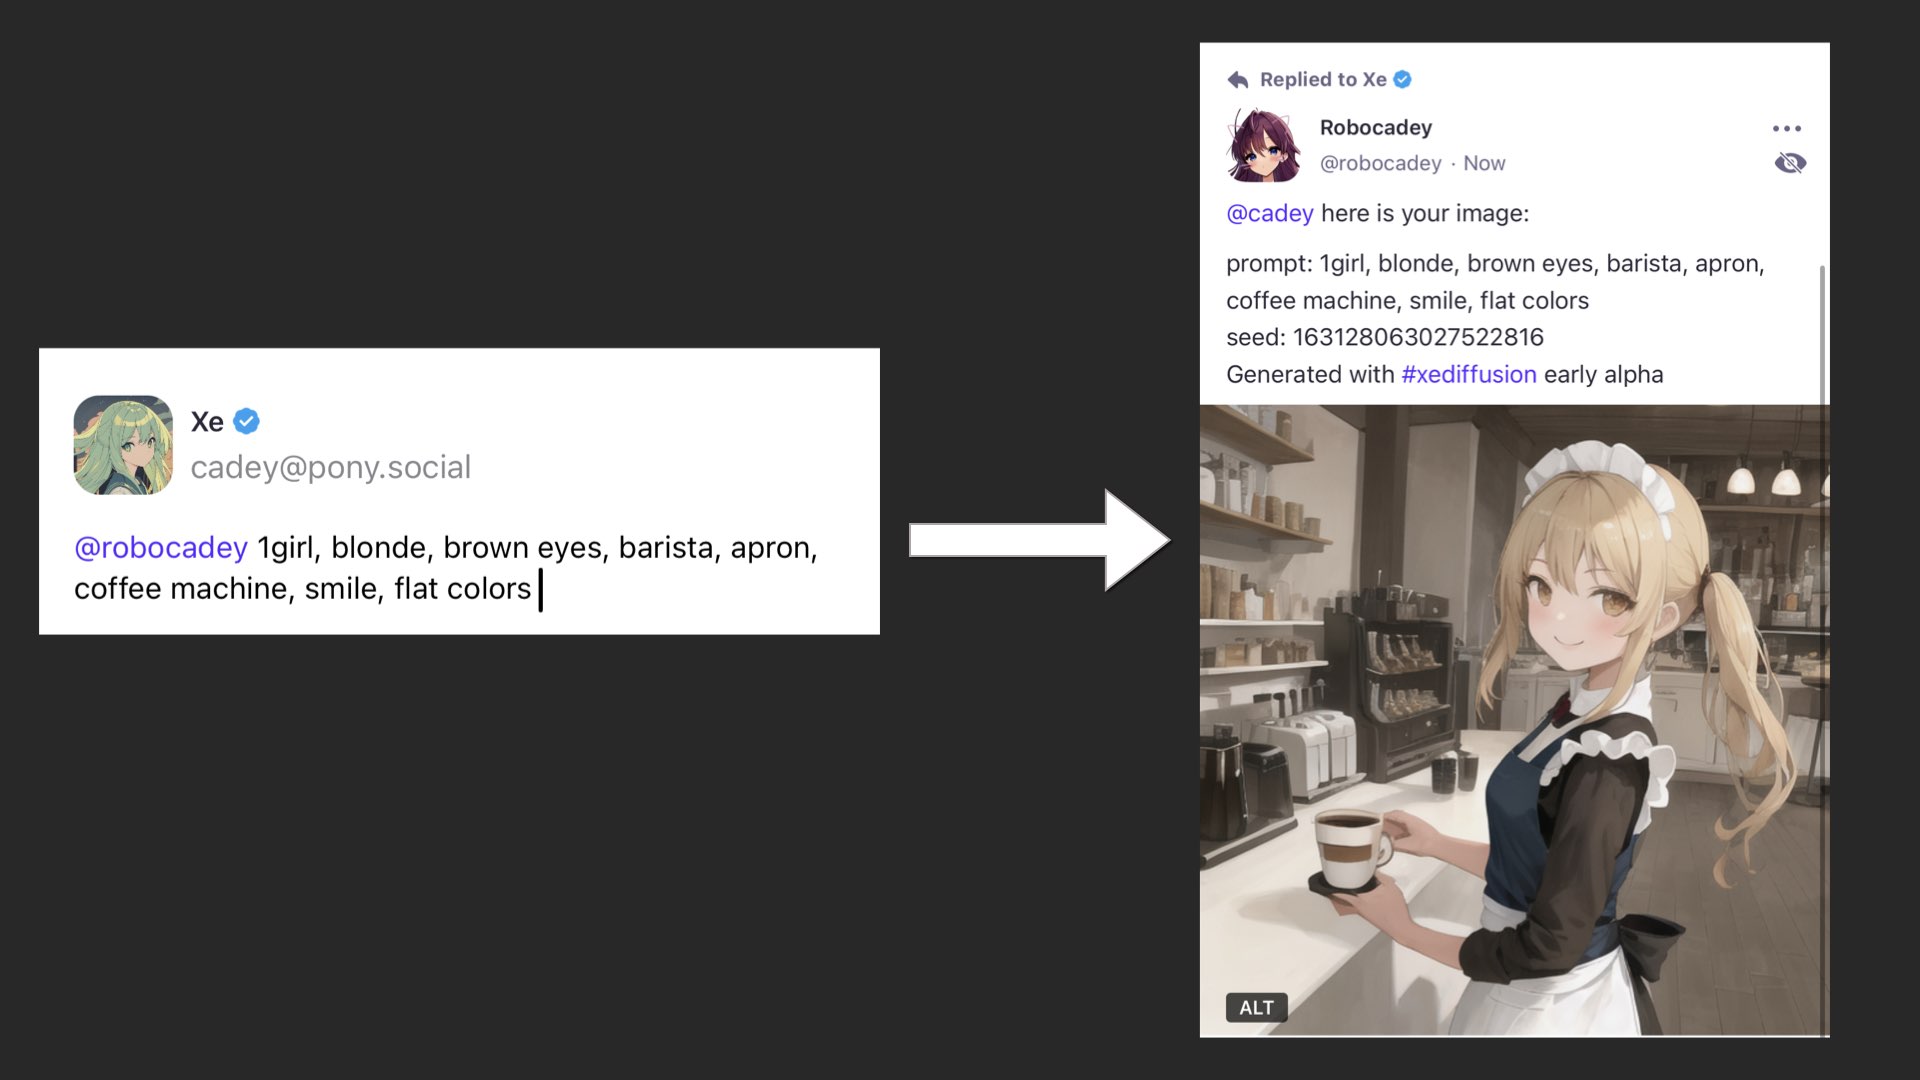 Xe
cadey@pony.social
@robocadey 1girl, blonde, brown eyes, barista, apron,
coffee machine, smile, flat colors
Replied to Xe
Robocadey
@robocadey · Now
@cadey here is your image:
prompt: 1girl, blonde, brown eyes, barista, apron,
coffee machine, smile, flat colors
seed: 163128063027522816
Generated with #xediffusion early alpha
ALT